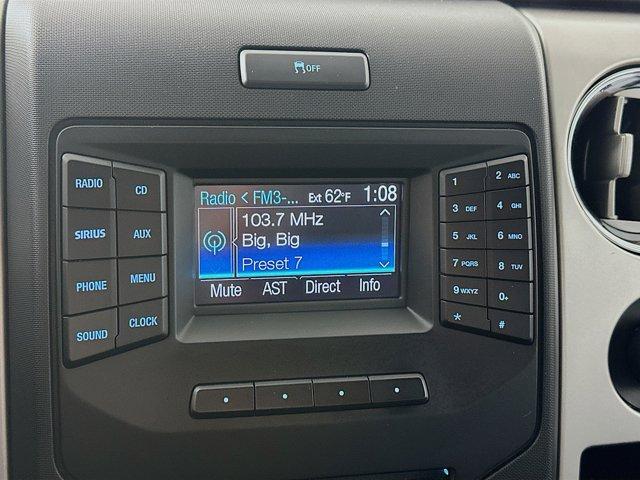 OFF
RADIO
CD
SIRIUS
AUX
PHONE
MENU
SOUND
CLOCK
Radio < FM3-... Ext 62°F 1:08
103.7 MHz
Big, Big
Preset 7
Mute AST Direct Info
1
2 ABC
3 DEF
4 GHI
5 JKL
6 MNO
7 PQRS
8 TUV
9 WXYZ
0+
*
#